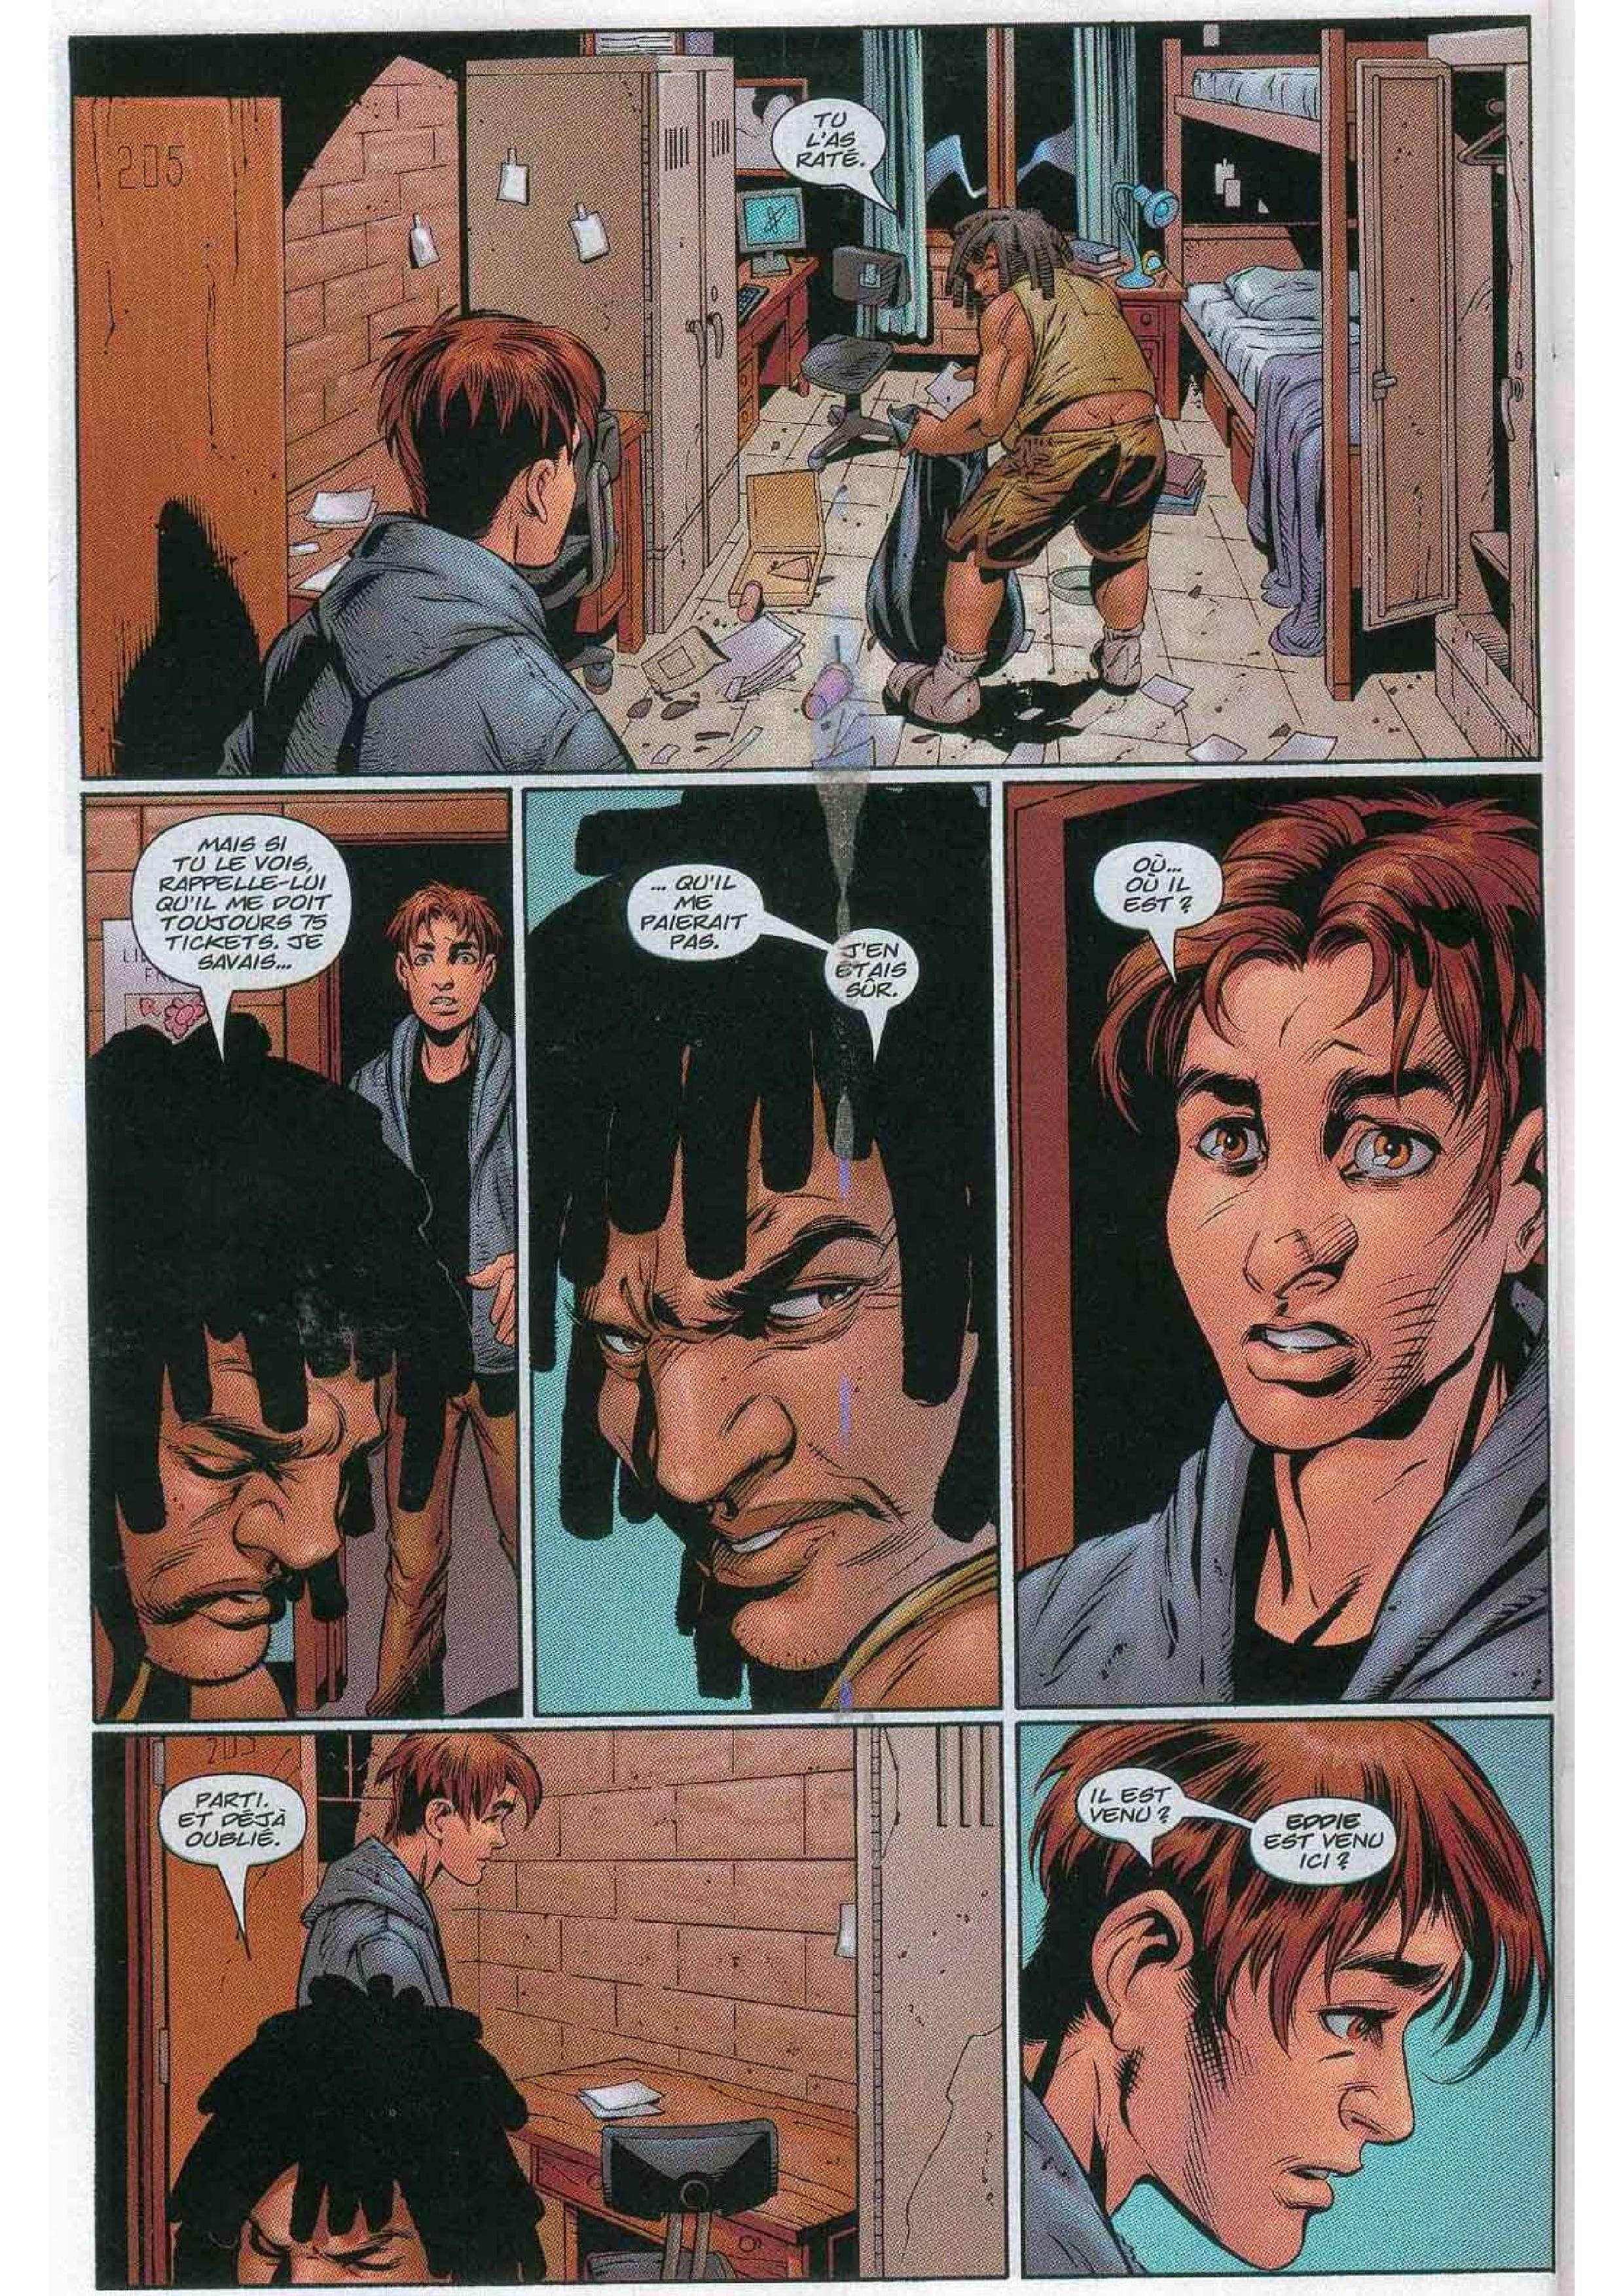 205
TU
L'AS
RATÉ.
MAIS SI
TU LE VOIS,
RAPPELLE-LUI
QU'IL ME DOIT
TOUJOURS 75
TICKETS. JE
SAVAIS...
... QU'IL
ME
PAIERAIT
PAS.
J'EN
ÉTAIS
SÛR.
OÙ...
OÙ IL
EST ?
205
PARTI.
ET DÉJÀ
OUBLIÉ.
IL EST
VENU ?
EDDIE
EST VENU
ICI ?